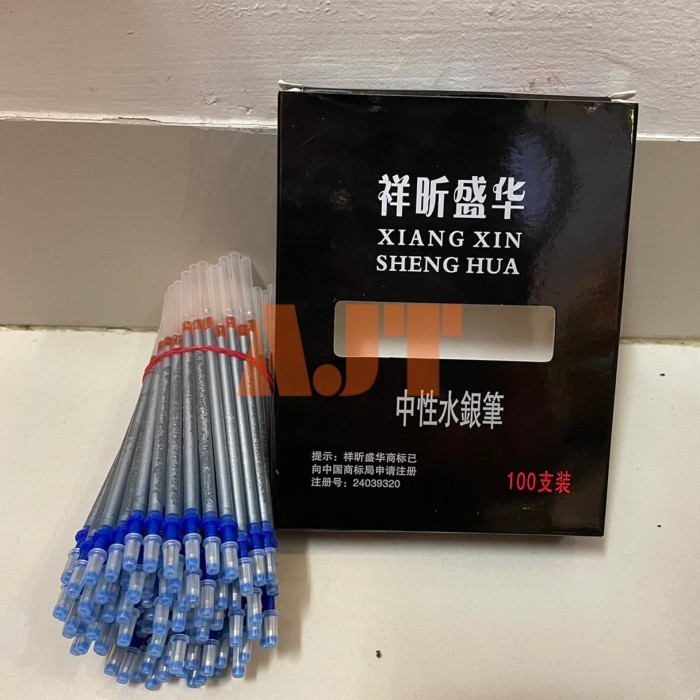 祥昕盛华
XIANG XIN
SHENG HUA
AJT
中性水銀筆
提示：祥昕盛华商标已
向中国商标局申请注册
注册号：24039320
100支装